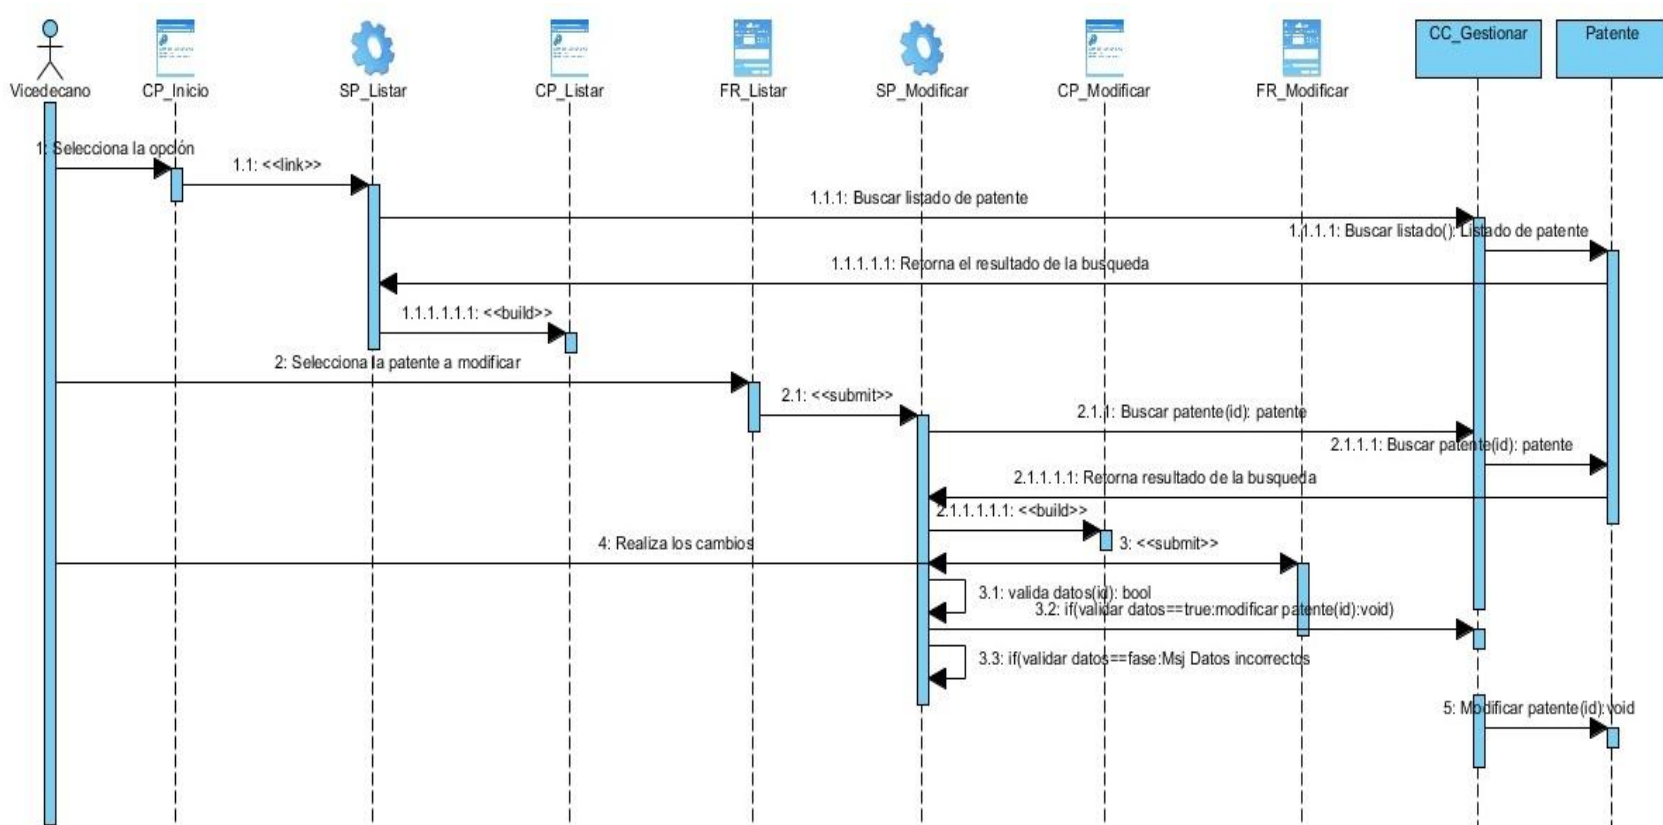 Vicedecano
CP_Inicio
SP_Listar
CP_Listar
FR_Listar
SP_Modificar
CP_Modificar
FR_Modificar
CC_Gestionar
Patente
1: Selecciona la opción
1.1: <<link>>
1.1.1: Buscar listado de patente
1.1.1.1: Buscar listado(): Listado de patente
1.1.1.1.1: Retorna el resultado de la busqueda
1.1.1.1.1.1: <<build>>
2: Selecciona la patente a modificar
2.1: <<submit>>
2.1.1: Buscar patente(id): patente
2.1.1.1: Buscar patente(id): patente
2.1.1.1.1: Retorna resultado de la busqueda
2.1.1.1.1.1: <<build>>
4: Realiza los cambios
3: <<submit>>
3.1: valida datos(id): bool
3.2: if(validar datos==true:modificar patente(id):void)
3.3: if(validar datos==fase:Msj Datos incorrectos
5: Modificar patente(id):void